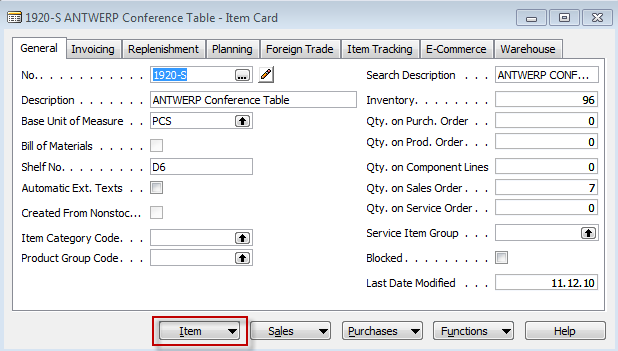 1920-S ANTWERP Conference Table - Item Card
General Invoicing Replenishment Planning Foreign Trade Item Tracking E-Commerce Warehouse
No. . . . . . . . . . . 1920-S ... Search Description . . . ANTWERP CONF...
Description . . . . . . . ANTWERP Conference Table Inventory. . . . . . . . . 96
Base Unit of Measure . . PCS Qty. on Purch. Order . . 0
Bill of Materials . . . . . Qty. on Prod. Order . . . 0
Shelf No. . . . . . . . . . D6 Qty. on Component Lines 0
Automatic Ext. Texts . . . Qty. on Sales Order. . . 7
Created From Nonstoc... Qty. on Service Order. . 0
Item Category Code. . . Service Item Group . . .
Product Group Code. . . Blocked. . . . . . . . . .
Last Date Modified . . . 11.12.10
Item Sales Purchases Functions Help